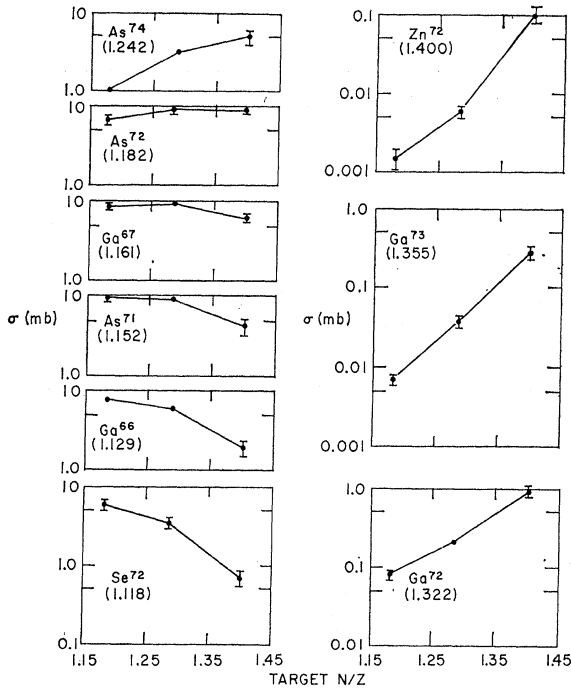 10
As⁷⁴
(1.242)
1.0
10
As⁷²
(1.182)
1.0
10
Ga⁶⁷
(1.161)
1.0
10
σ (mb)
As⁷¹
(1.152)
1.0
10
Ga⁶⁶
(1.129)
1.0
10
1.0
Se⁷²
(1.118)
0.1
1.15 1.25 1.35 1.45
0.1
Zn⁷²
(1.400)
0.01
0.001
1.0
Ga⁷³
(1.355)
0.1
σ (mb)
0.01
0.001
1.0
0.1
Ga⁷²
(1.322)
0.01
1.15 1.25 1.35 1.45
TARGET N/Z